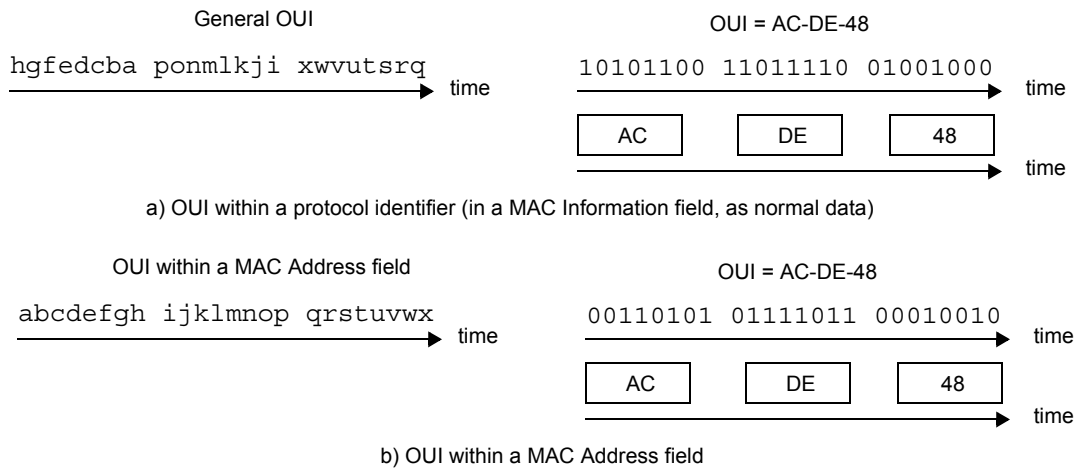 General OUI
OUI = AC-DE-48
hgfedcba ponmlkji xwvutsrq
time
10101100 11011110 01001000
time
AC
DE
48
time
a) OUI within a protocol identifier (in a MAC Information field, as normal data)
OUI within a MAC Address field
OUI = AC-DE-48
abcdefgh ijklmnop qrstuvwx
time
00110101 01111011 00010010
time
AC
DE
48
time
b) OUI within a MAC Address field